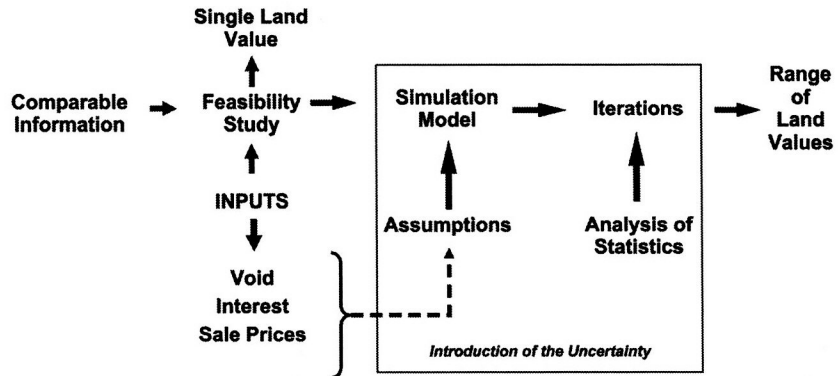 Single Land
Value
Comparable
Information
Feasibility
Study
Simulation
Model
Iterations
Range
of
Land
Values
INPUTS
Assumptions
Analysis of
Statistics
Void
Interest
Sale Prices
Introduction of the Uncertainty